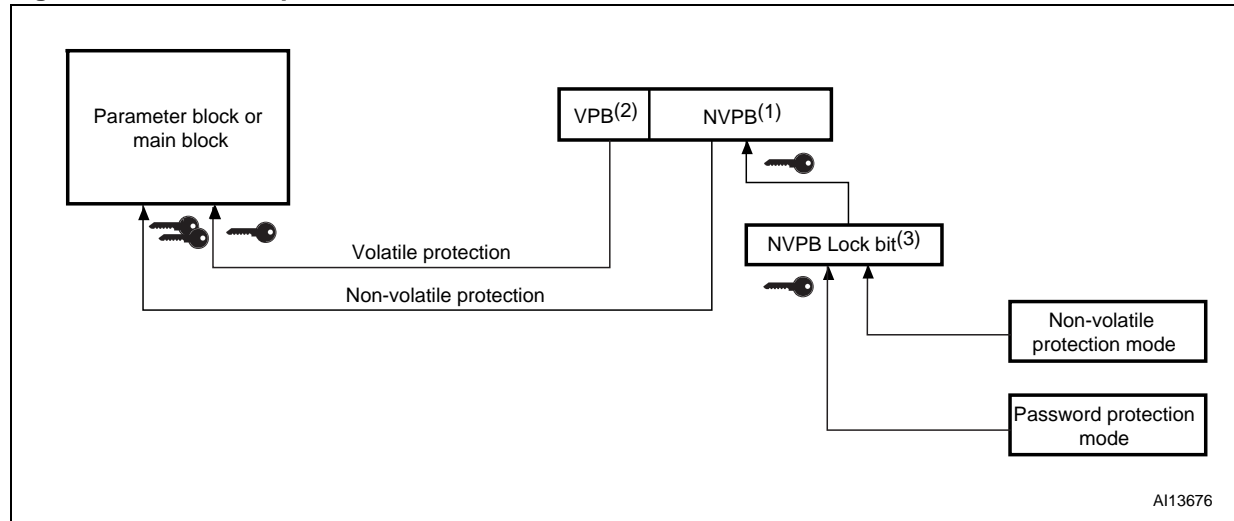 Parameter block or
main block
VPB(2)
NVPB(1)
NVPB Lock bit(3)
Volatile protection
Non-volatile protection
Non-volatile
protection mode
Password protection
mode
AI13676